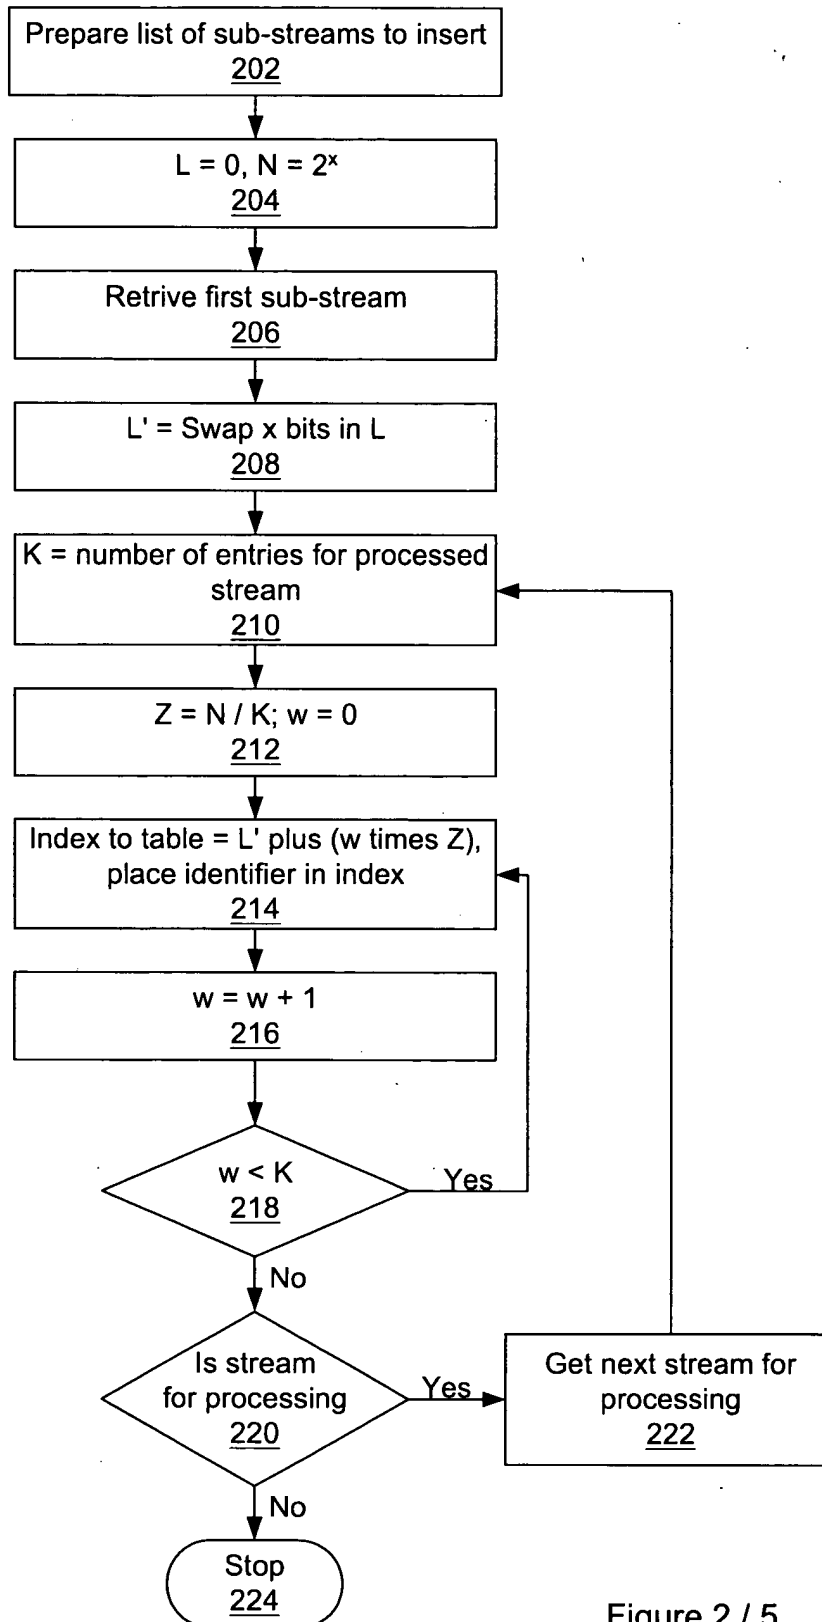 Prepare list of sub-streams to insert
202
L = 0, N = 2ˣ
204
Retrive first sub-stream
206
L' = Swap x bits in L
208
K = number of entries for processed
stream
210
Z = N / K; w = 0
212
Index to table = L' plus (w times Z),
place identifier in index
214
w = w + 1
216
w < K
218
Yes
No
Is stream
for processing
220
Yes
Get next stream for
processing
222
No
Stop
224
Figure 2 / 5